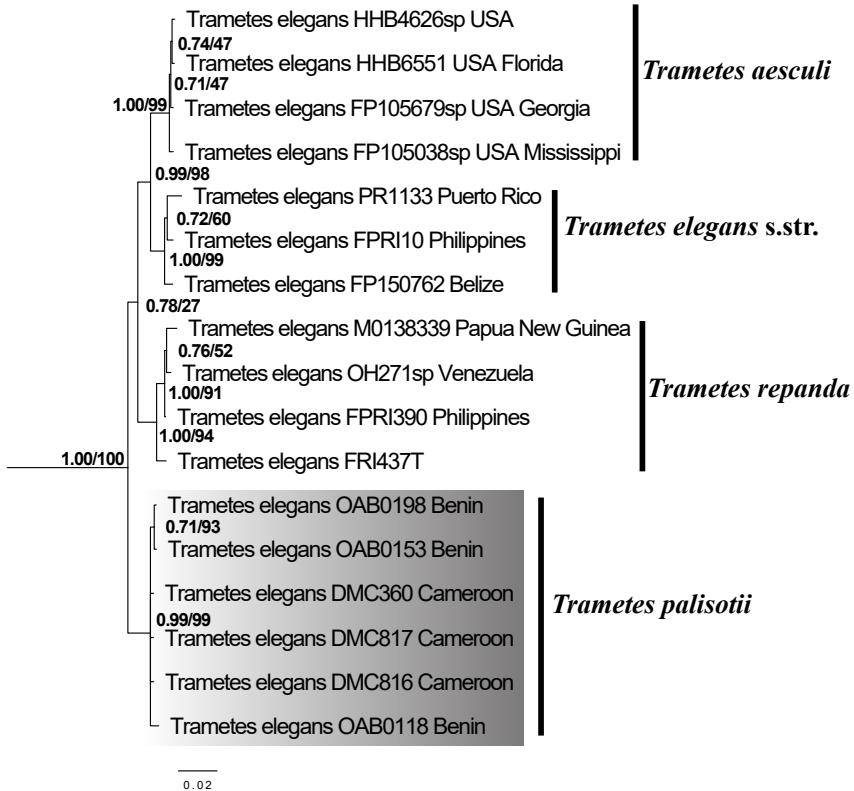 Trametes elegans HHB4626sp USA
0.74/47
Trametes elegans HHB6551 USA Florida
Trametes aesculi
0.71/47
1.00/99
Trametes elegans FP105679sp USA Georgia
Trametes elegans FP105038sp USA Mississippi
0.99/98
Trametes elegans PR1133 Puerto Rico
0.72/60
Trametes elegans s.str.
Trametes elegans FPRI10 Philippines
1.00/99
Trametes elegans FP150762 Belize
0.78/27
Trametes elegans M0138339 Papua New Guinea
0.76/52
Trametes elegans OH271sp Venezuela
Trametes repanda
1.00/91
Trametes elegans FPRI390 Philippines
1.00/94
1.00/100
Trametes elegans FRI437T
Trametes elegans OAB0198 Benin
0.71/93
Trametes elegans OAB0153 Benin
Trametes elegans DMC360 Cameroon
Trametes palisotii
0.99/99
Trametes elegans DMC817 Cameroon
Trametes elegans DMC816 Cameroon
Trametes elegans OAB0118 Benin
0.02